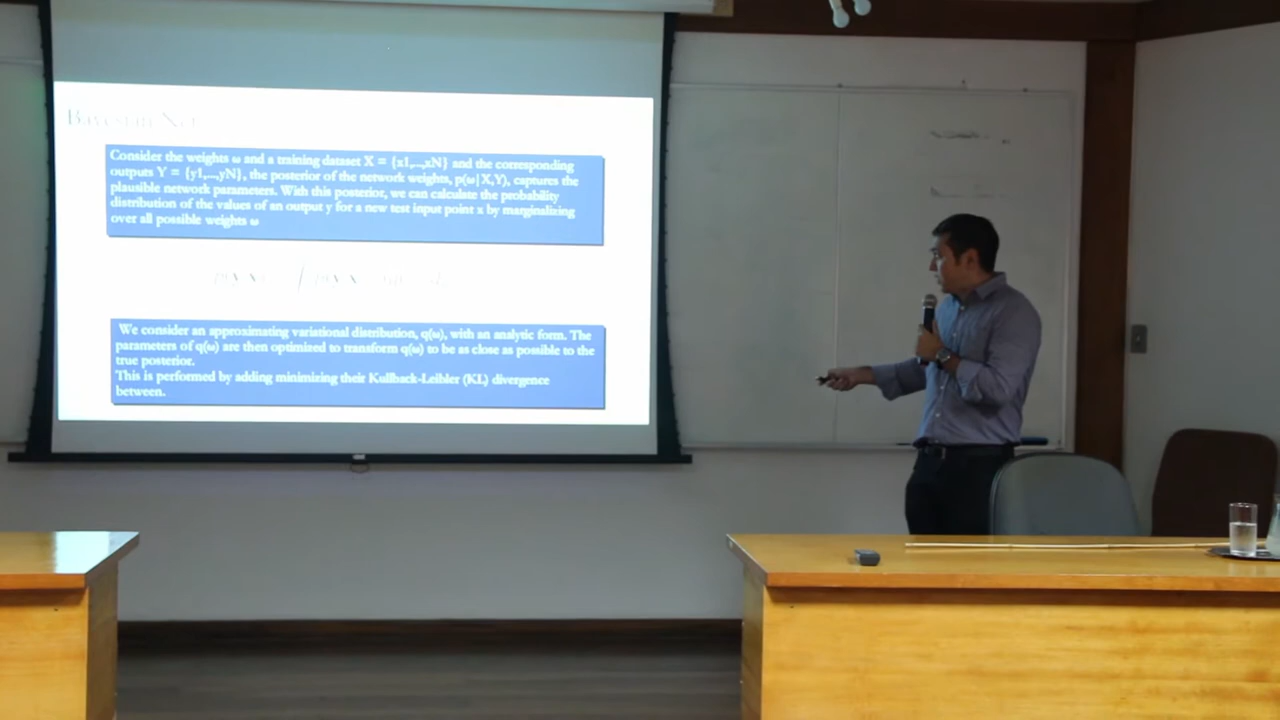 Bayesian Net
Consider the weights ω and a training dataset X = {x1,...,xN} and the corresponding
outputs Y = {y1,...,yN}, the posterior of the network weights, p(ω|X,Y), captures the
plausible network parameters. With this posterior, we can calculate the probability
distribution of the values of an output y for a new test input point x by marginalizing
over all possible weights ω
We consider an approximating variational distribution, q(ω), with an analytic form. The
parameters of q(ω) are then optimized to transform q(ω) to be as close as possible to the
true posterior.
This is performed by adding minimizing their Kullback-Leibler (KL) divergence
between.